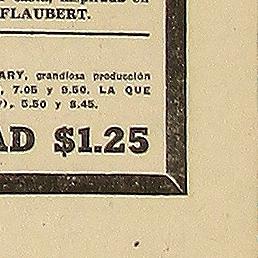 FLAUBERT.
ARY, grandiosa producción
, 7.05 y 9.50. LA QUE
), 5.50 y 8.45.
AD $1.25